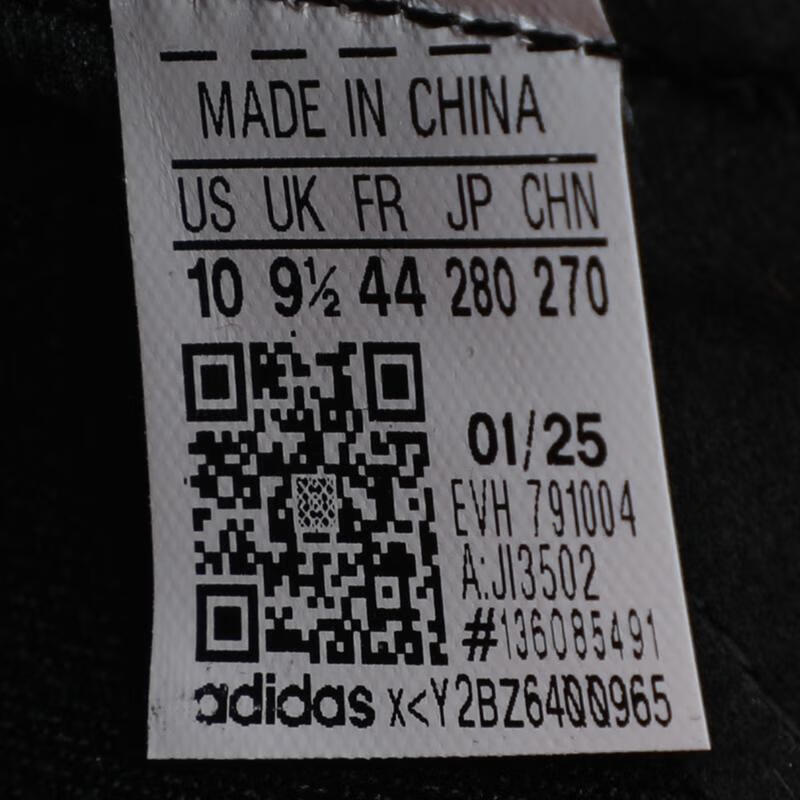 MADE IN CHINA
US UK FR JP CHN
10 9½ 44 280 270
01/25
EVH 791004
A:JI3502
#136085491
adidas X<Y2BZ6400965